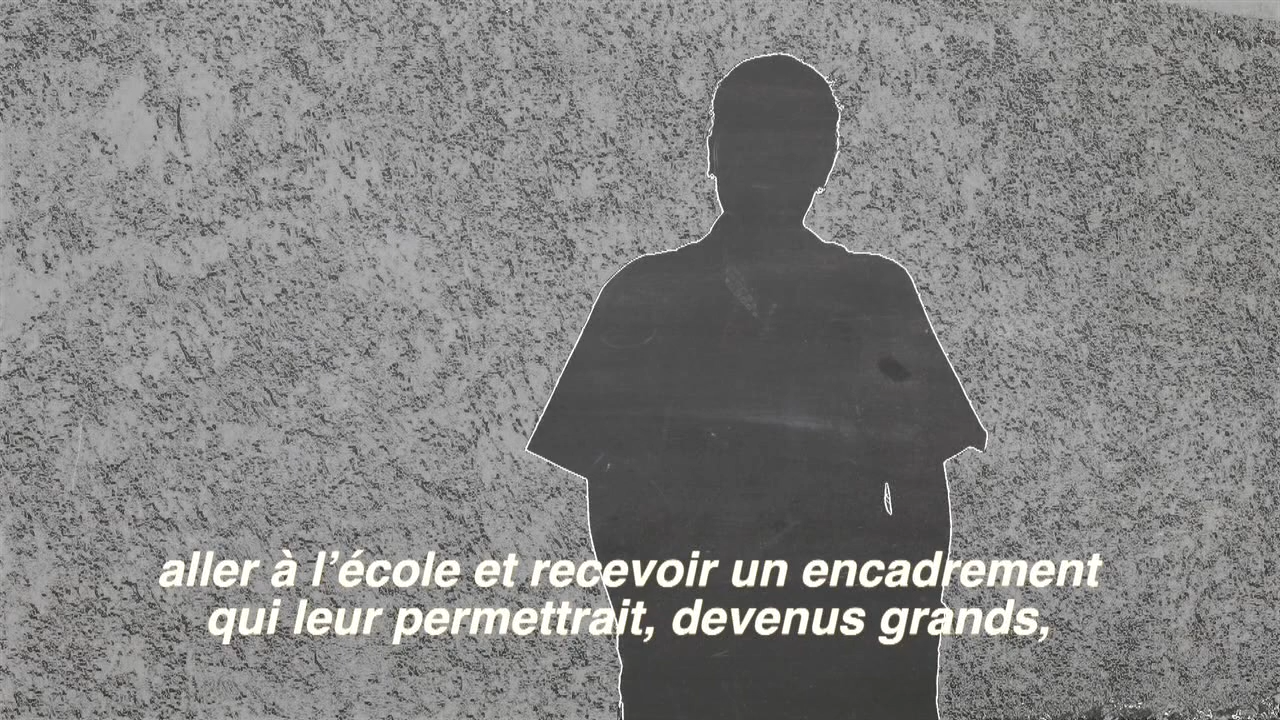 aller à l’école et recevoir un encadrement
qui leur permettrait, devenus grands,